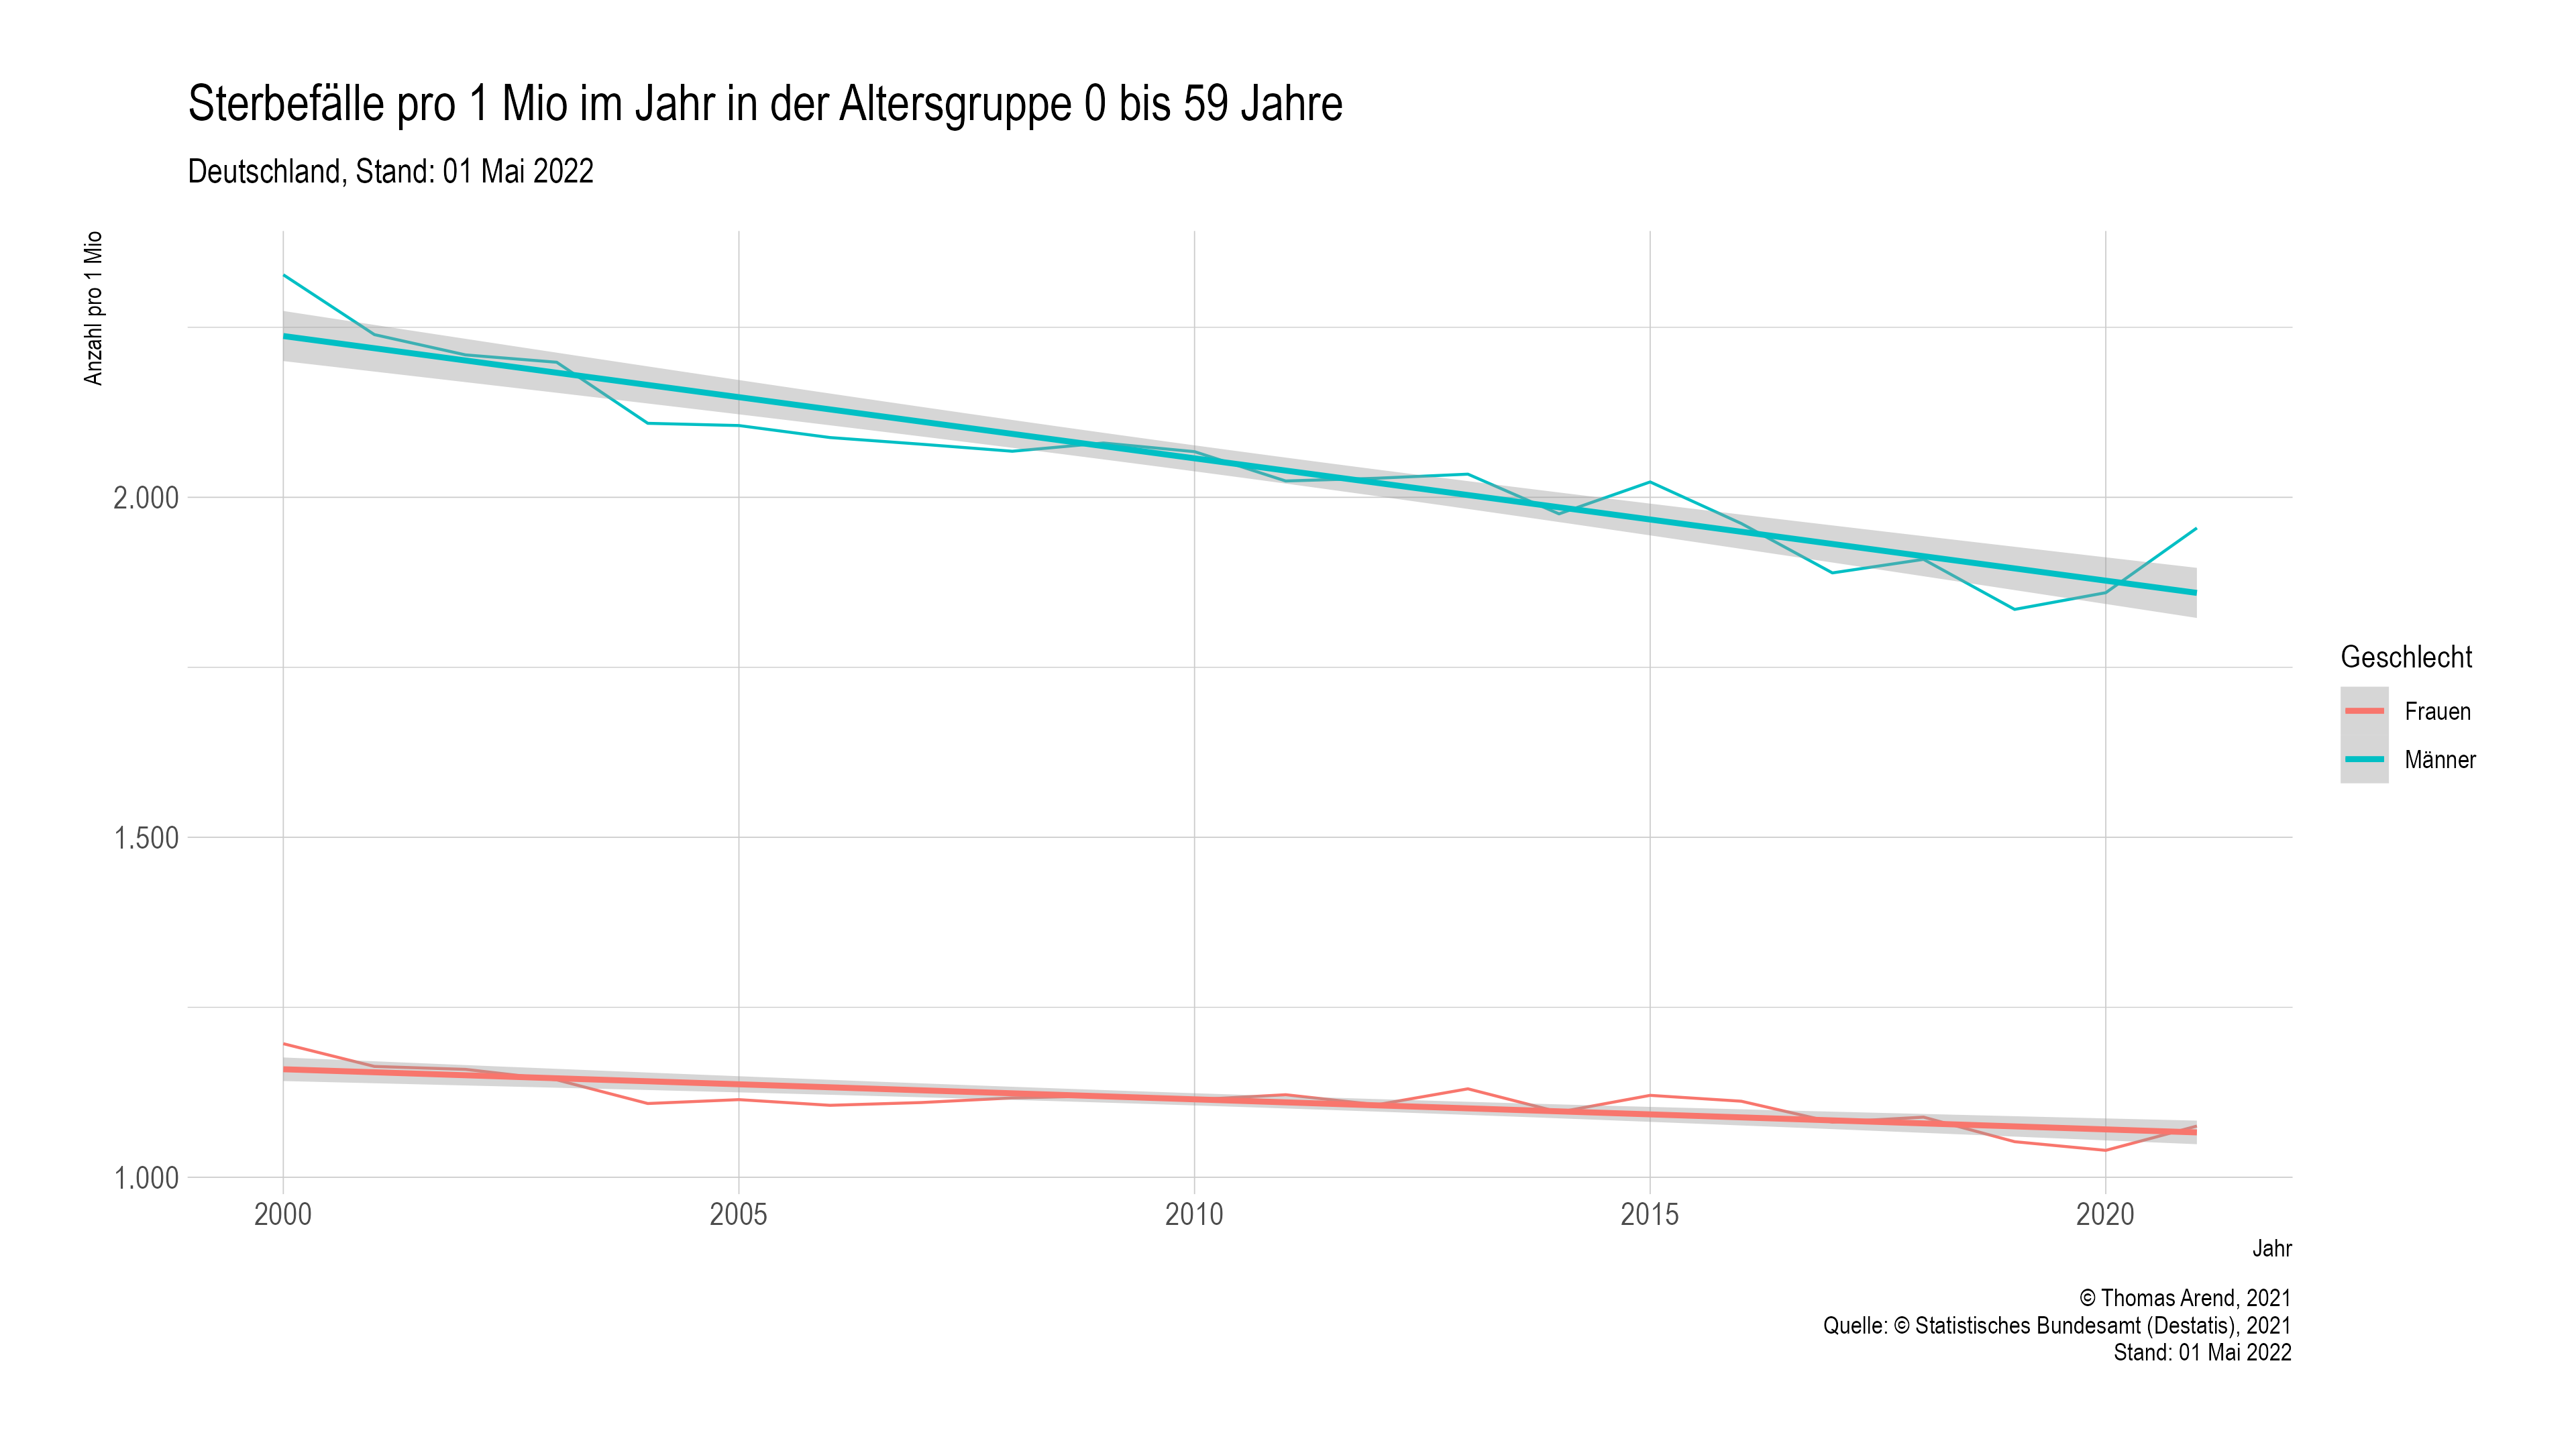 Sterbefälle pro 1 Mio im Jahr in der Altersgruppe 0 bis 59 Jahre
Deutschland, Stand: 01 Mai 2022
Anzahl pro 1 Mio
2.000
1.500
1.000
2000
2005
2010
2015
2020
Jahr
Geschlecht
Frauen
Männer
© Thomas Arend, 2021
Quelle: © Statistisches Bundesamt (Destatis), 2021
Stand: 01 Mai 2022